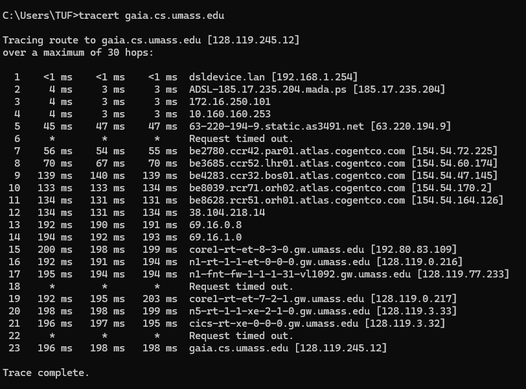 C:\Users\TUF>tracert gaia.cs.umass.edu
Tracing route to gaia.cs.umass.edu [128.119.245.12]
over a maximum of 30 hops:
1 <1 ms <1 ms <1 ms dsldevice.lan [192.168.1.254]
2 4 ms 3 ms 3 ms ADSL-185.17.235.204.mada.ps [185.17.235.204]
3 4 ms 3 ms 3 ms 172.16.250.101
4 4 ms 3 ms 3 ms 10.160.160.253
5 45 ms 47 ms 47 ms 63-220-194-9.static.as3491.net [63.220.194.9]
6 * * * Request timed out.
7 56 ms 54 ms 55 ms be2780.ccr42.par01.atlas.cogentco.com [154.54.72.225]
8 70 ms 67 ms 70 ms be3685.ccr52.lhr01.atlas.cogentco.com [154.54.60.174]
9 139 ms 140 ms 139 ms be4283.ccr32.bos01.atlas.cogentco.com [154.54.47.145]
10 133 ms 133 ms 134 ms be8039.rcr71.orh02.atlas.cogentco.com [154.54.170.2]
11 134 ms 131 ms 131 ms be8628.rcr51.orh01.atlas.cogentco.com [154.54.164.126]
12 134 ms 131 ms 134 ms 38.104.218.14
13 192 ms 190 ms 191 ms 69.16.0.8
14 194 ms 192 ms 193 ms 69.16.1.0
15 200 ms 198 ms 199 ms core1-rt-et-8-3-0.gw.umass.edu [192.80.83.109]
16 192 ms 191 ms 194 ms n1-rt-1-1-et-0-0-0.gw.umass.edu [128.119.0.216]
17 195 ms 194 ms 194 ms n1-fnt-fw-1-1-1-31-vl1092.gw.umass.edu [128.119.77.233]
18 * * * Request timed out.
19 192 ms 195 ms 203 ms core1-rt-et-7-2-1.gw.umass.edu [128.119.0.217]
20 198 ms 198 ms 199 ms n5-rt-1-1-xe-2-1-0.gw.umass.edu [128.119.3.33]
21 196 ms 197 ms 195 ms cics-rt-xe-0-0-0.gw.umass.edu [128.119.3.32]
22 * * * Request timed out.
23 196 ms 198 ms 198 ms gaia.cs.umass.edu [128.119.245.12]
Trace complete.